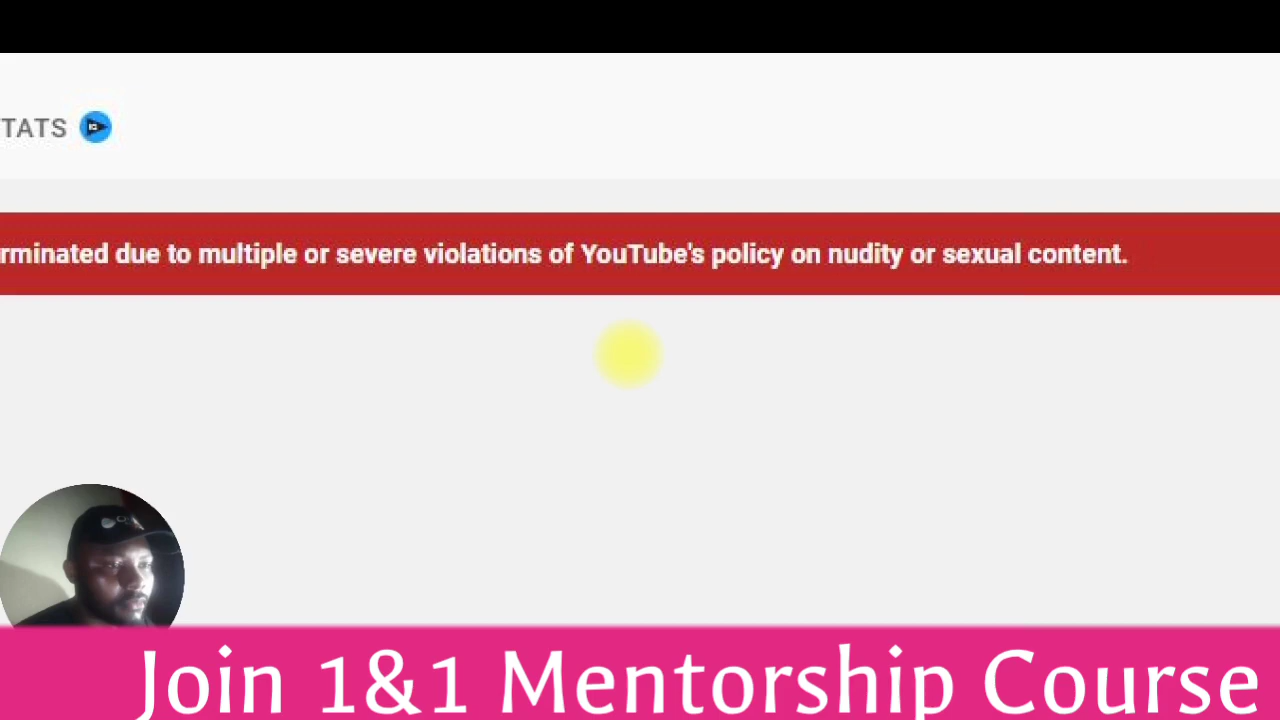 TATS
rminated due to multiple or severe violations of YouTube's policy on nudity or sexual content.
Join 1&1 Mentorship Course